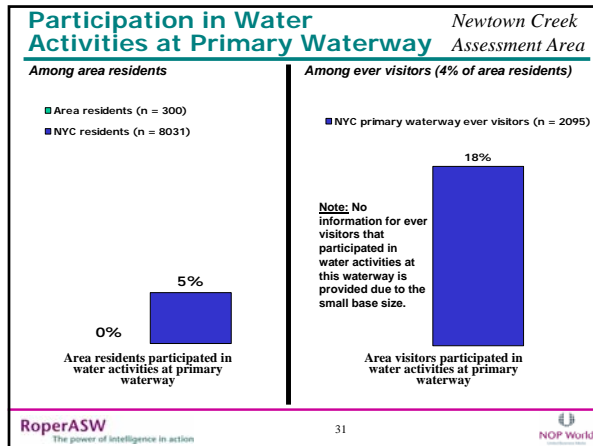 Participation in Water
Activities at Primary Waterway
Newtown Creek
Assessment Area
Among area residents
Area residents (n = 300)
NYC residents (n = 8031)
5%
0%
Area residents participated in
water activities at primary
waterway
Among ever visitors (4% of area residents)
NYC primary waterway ever visitors (n = 2095)
18%
Note: No
information for ever
visitors that
participated in
water activities at
this waterway is
provided due to the
small base size.
Area visitors participated in
water activities at primary
waterway
RoperASW
The power of intelligence in action
31
NOP World